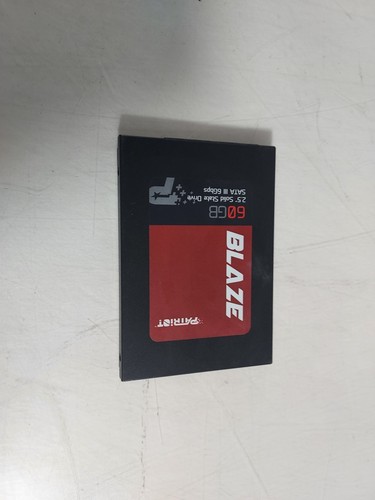 PATRIOT
BLAZE
60GB
2.5" Solid State Drive
SATA III 6Gbps